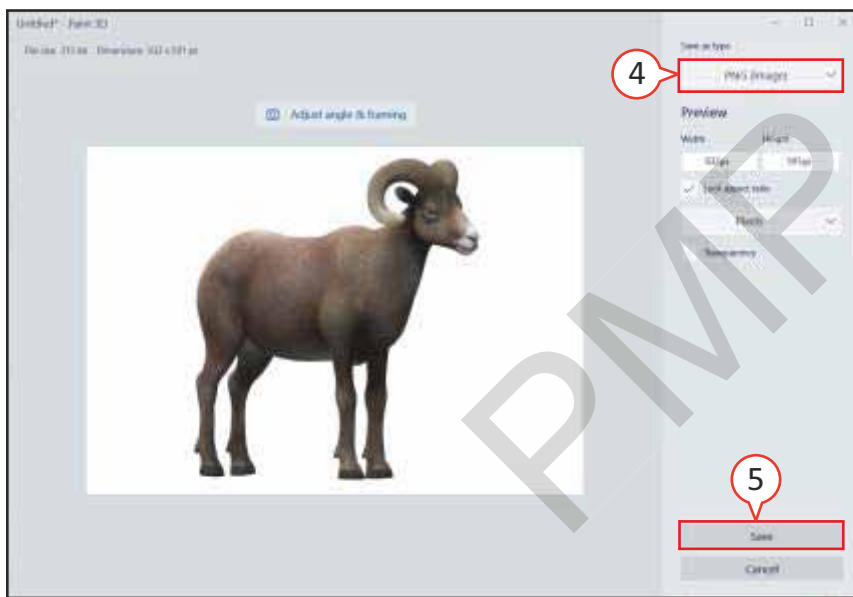 Untitled* - Paint 3D
Adjust angle & framing
Save as type
4
PNG (Image)
Preview
Width Height
Lock aspect ratio
Pixels
Transparency
PMP
5
Save
Cancel